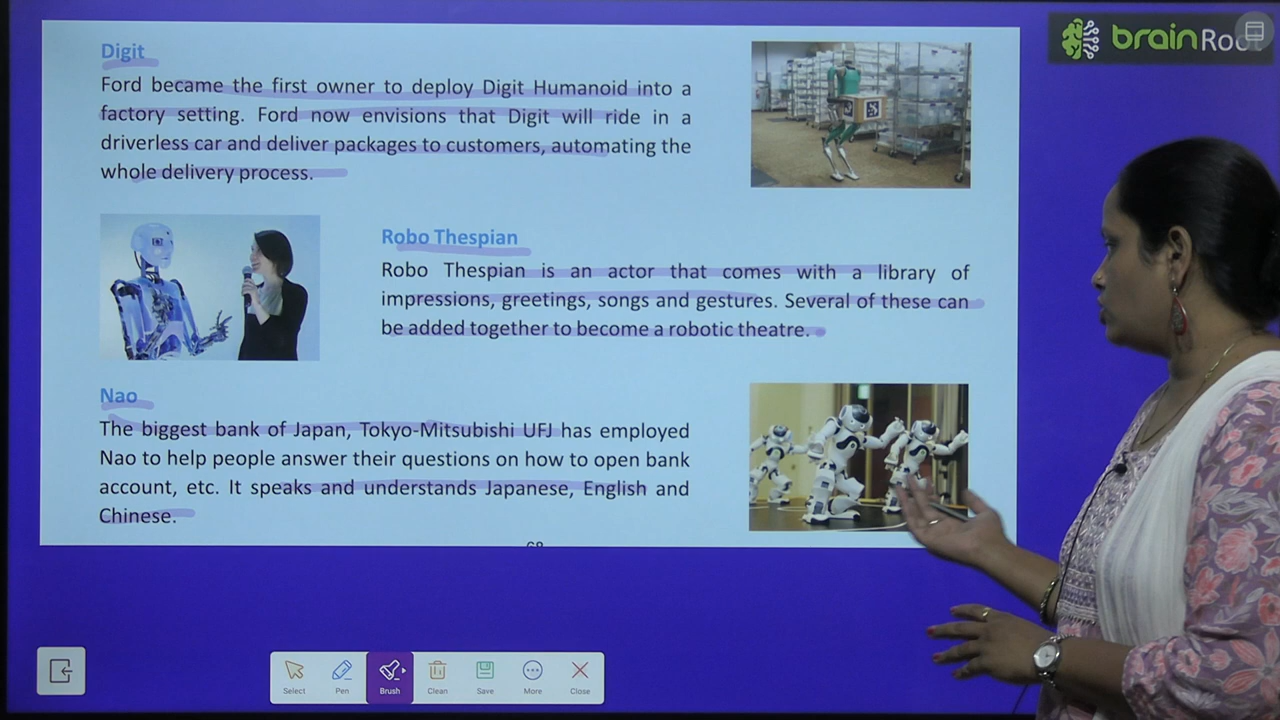 brainRoot
Digit
Ford became the first owner to deploy Digit Humanoid into a
factory setting. Ford now envisions that Digit will ride in a
driverless car and deliver packages to customers, automating the
whole delivery process.
Robo Thespian
Robo Thespian is an actor that comes with a library of
impressions, greetings, songs and gestures. Several of these can
be added together to become a robotic theatre.
Nao
The biggest bank of Japan, Tokyo-Mitsubishi UFJ has employed
Nao to help people answer their questions on how to open bank
account, etc. It speaks and understands Japanese, English and
Chinese.
68
Select Pen Brush Clean Save More Close